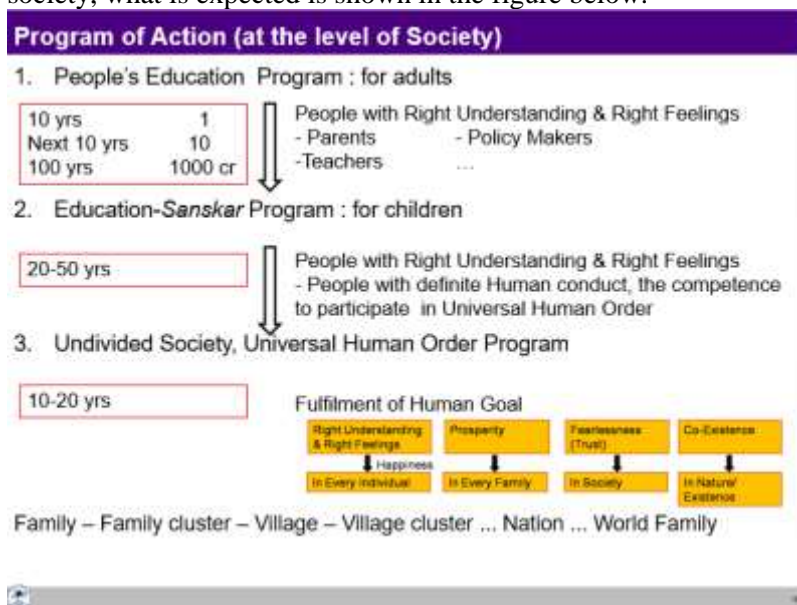 society, what is expected is shown in the figure below.
Program of Action (at the level of Society)
1. People's Education Program : for adults
10 yrs 1
Next 10 yrs 10
100 yrs 1000 cr
People with Right Understanding & Right Feelings
- Parents - Policy Makers
-Teachers ...
2. Education-Sanskar Program : for children
20-50 yrs
People with Right Understanding & Right Feelings
- People with definite Human conduct, the competence
to participate in Universal Human Order
3. Undivided Society, Universal Human Order Program
10-20 yrs
Fulfilment of Human Goal
Right Understanding
& Right Feelings
Prosperity
Fearlessness
(Trust)
Co-Existence
Happiness
In Every Individual
In Every Family
In Society
In Nature/
Existence
Family – Family cluster – Village – Village cluster ... Nation ... World Family